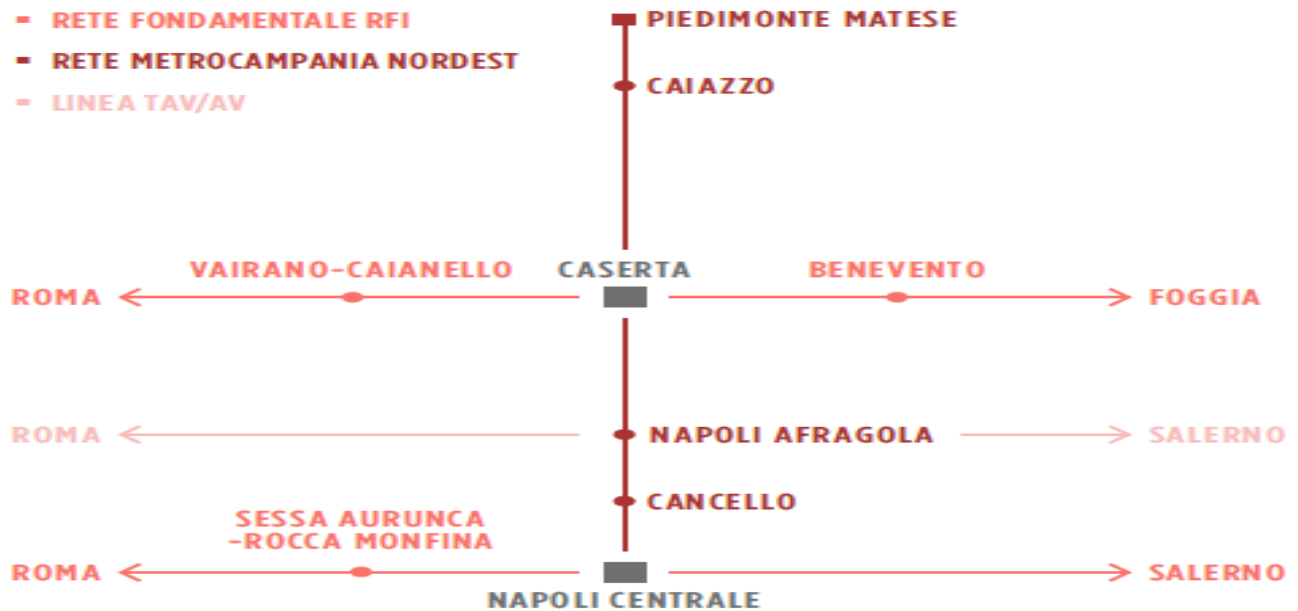 RETE FONDAMENTALE RFI
RETE METROCAMPANIA NORDEST
LINEA TAV/AV
PIEDIMONTE MATESE
CAIAZZO
VAIRANO-CAIANELLO
CASERTA
BENEVENTO
ROMA
FOGGIA
ROMA
NAPOLI AFRAGOLA
SALERNO
CANCELLO
SESSA AURUNCA
-ROCCA MONFINA
ROMA
SALERNO
NAPOLI CENTRALE